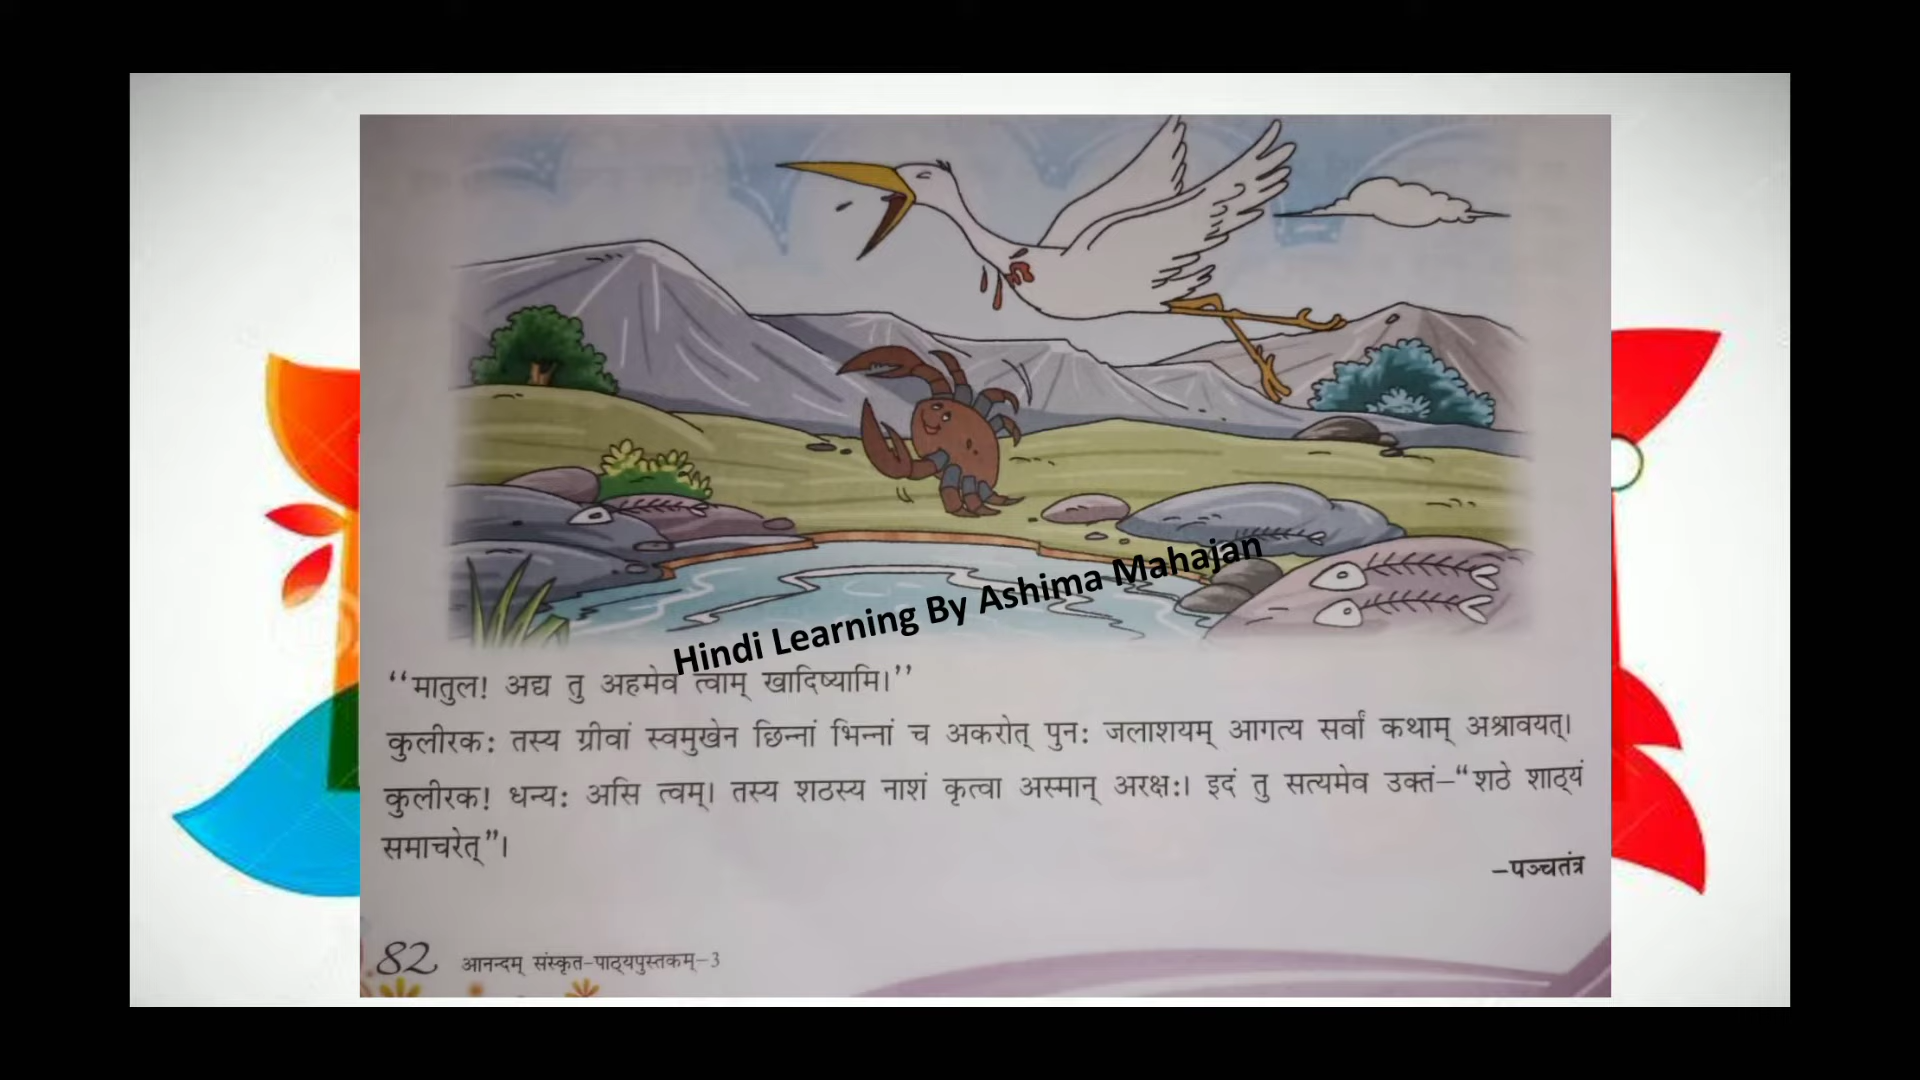 Hindi Learning By Ashima Mahajan
‘‘मातुल! अद्य तु अहमेव त्वाम् खादिष्यामि।’’
कुलीरक: तस्य ग्रीवां स्वमुखेन छिन्नां भिन्नां च अकरोत् पुन: जलाशयम् आगत्य सर्वां कथाम् अश्रावयत्।
कुलीरक! धन्य: असि त्वम्। तस्य शठस्य नाशं कृत्वा अस्मान् अरक्ष:। इदं तु सत्यमेव उक्तं–“शठे शाठ्यं
समाचरेत्”।
–पञ्चतंत्र
82 आनन्दम् संस्कृत-पाठ्यपुस्तकम्-3